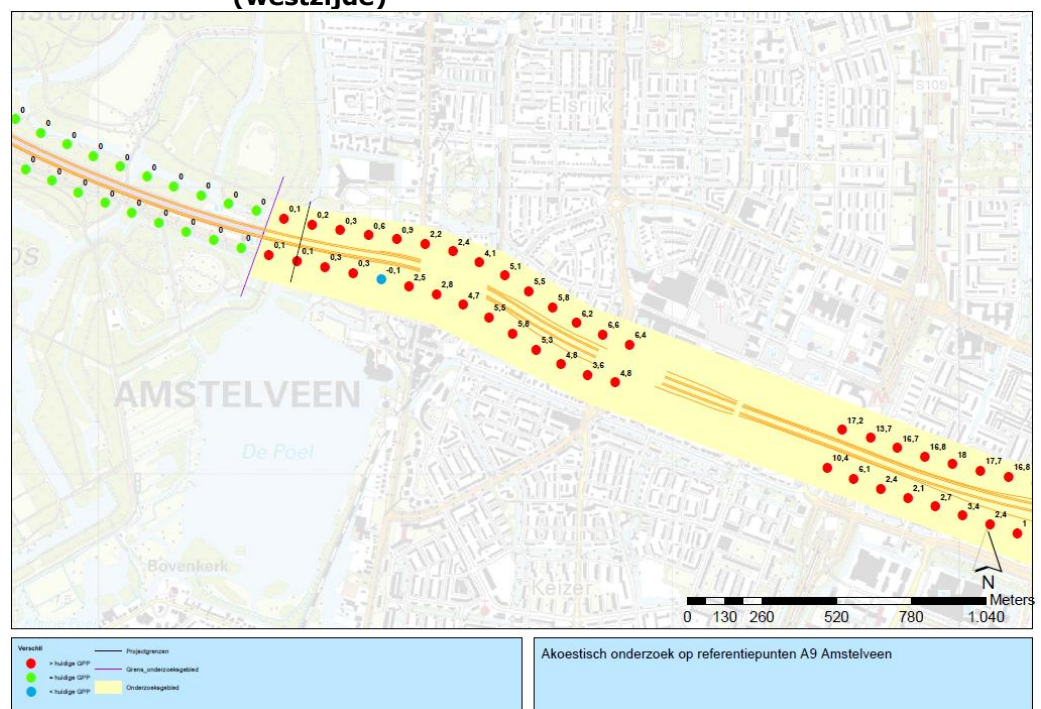 (westzijde)
Elsrijk
S109
0 0 0 0 0 0 0 0 0 0
0 0 0 0 0 0 0 0 0
0,1 0,2 0,3 0,6 0,9 2,2 2,4 4,1 5,1 5,5 5,8 6,2 6,6 6,4
0,1 0,1 0,3 0,3 -0,1 2,5 2,8 4,7 5,5 5,8 5,3 4,8 3,6 4,8
17,2 13,7 16,7 16,8 18 17,7 16,8
10,4 6,1 2,4 2,1 2,7 3,4 2,4 1
1,3
AMSTELVEEN
De Poel
Bovenkerk
Keizer
N
Meters
0 130 260 520 780 1.040
Verschil
> huidige GPP
= huidige GPP
< huidige GPP
Projectgrenzen
Grens_onderzoeksgebied
Onderzoeksgebied
Akoestisch onderzoek op referentiepunten A9 Amstelveen